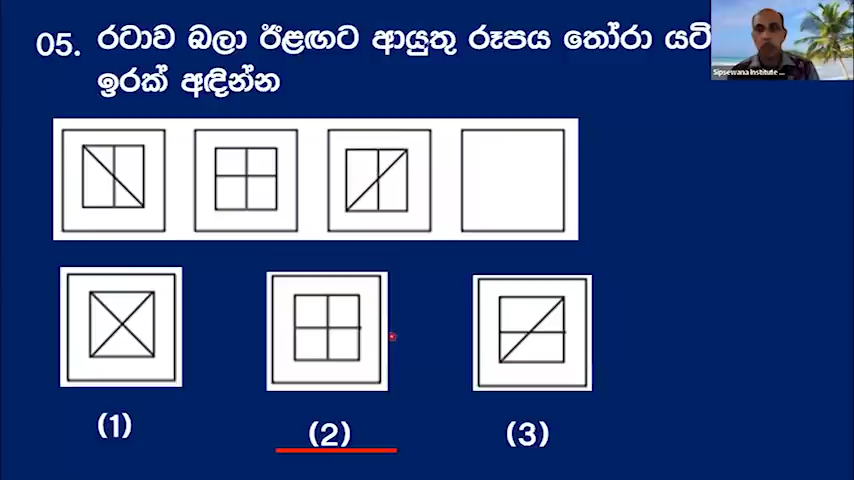 05. රටාව බලා ඊළඟට ආයුතු රූපය තෝරා යටි
ඉරක් අඳින්න
Sipsewana Institute ...
(1)
(2)
(3)